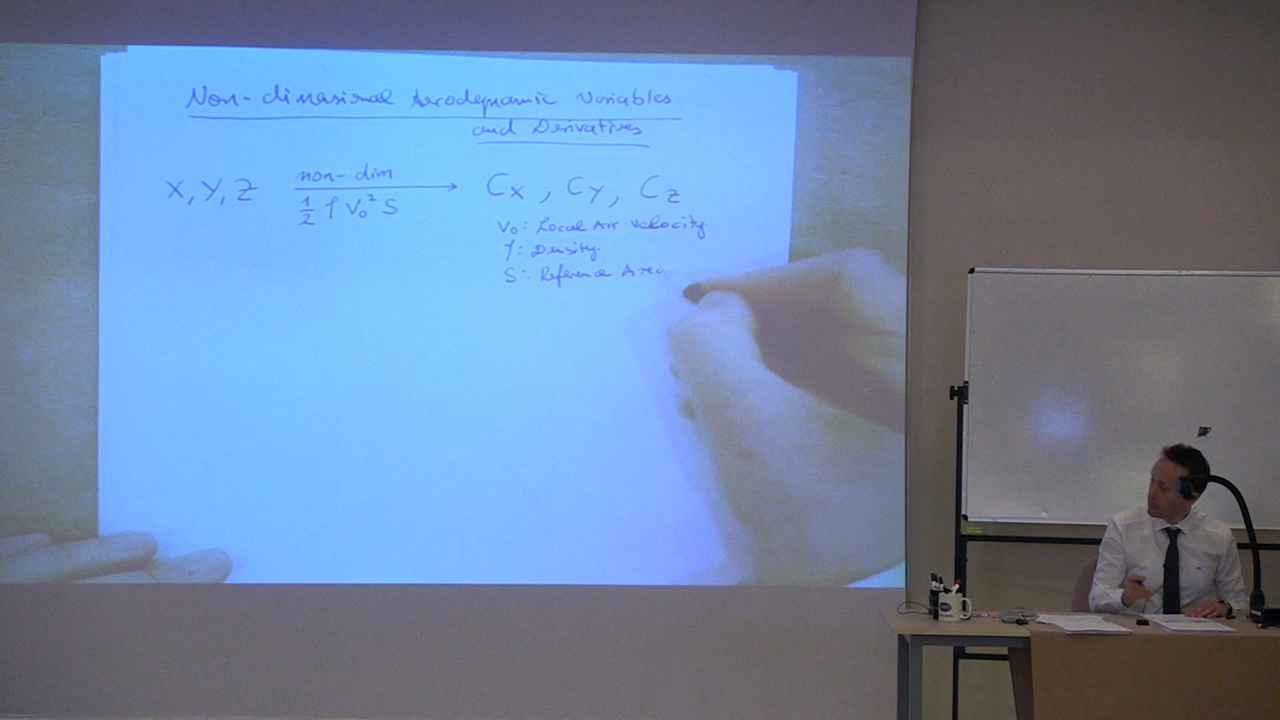 Non-dimensional Aerodynamic Variables
and Derivatives
X, Y, Z non-dim Cx, Cy, Cz
1/2 ρ V₀² S
V₀: Local Air Velocity
ρ: Density
S: Reference Area